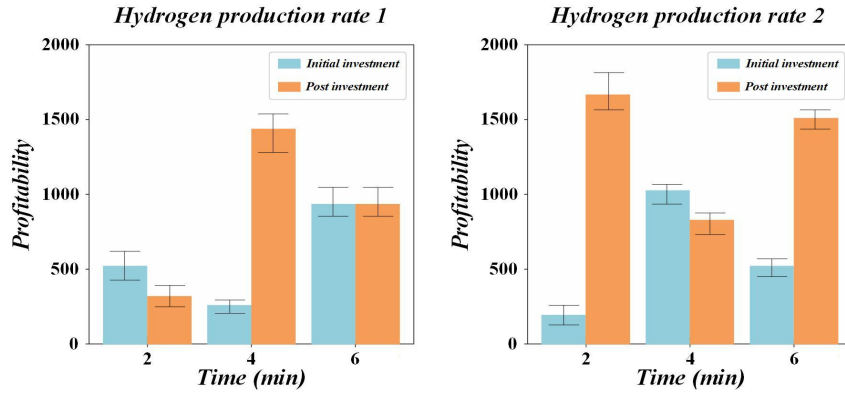 Hydrogen production rate 1
2000
1500
1000
500
0
Profitability
Initial investment
Post investment
2
4
6
Time (min)
Hydrogen production rate 2
2000
1500
1000
500
0
Profitability
Initial investment
Post investment
2
4
6
Time (min)